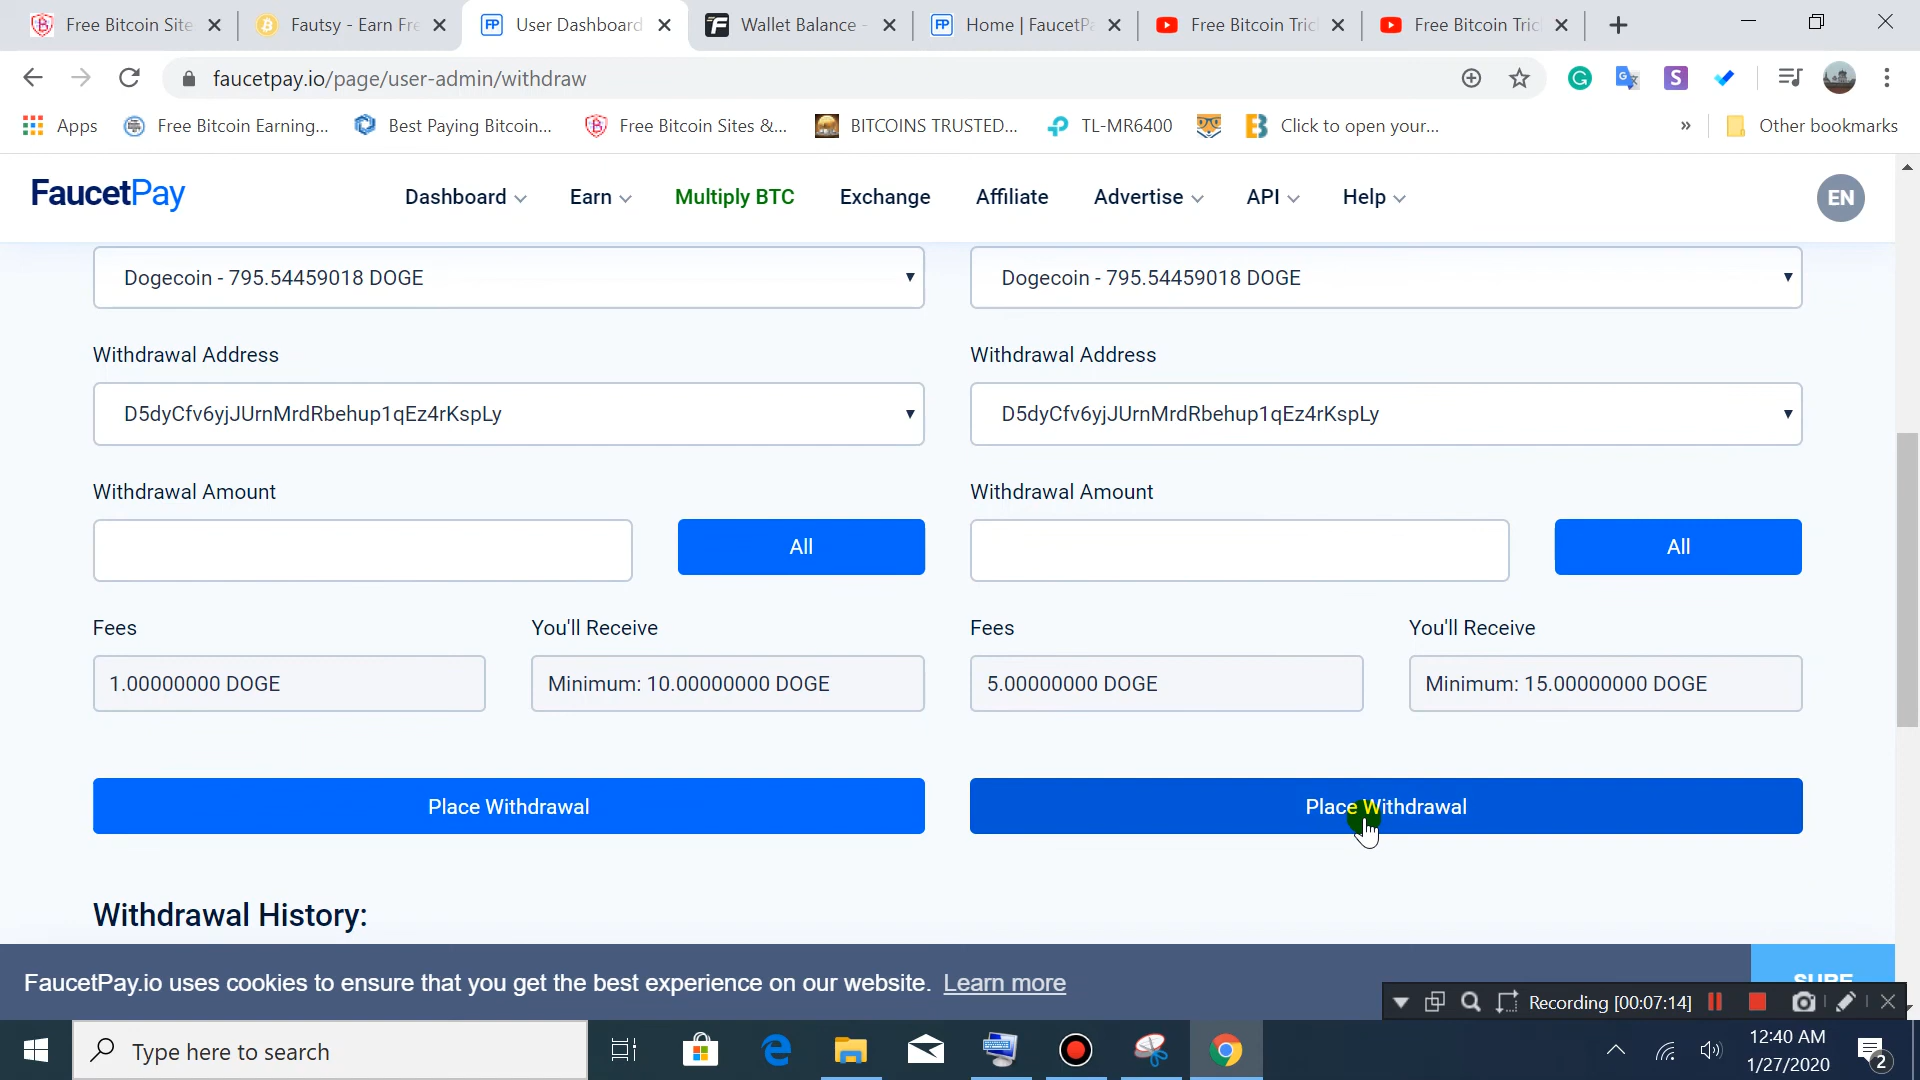 Free Bitcoin Site
Fautsy - Earn Fre
User Dashboard
Wallet Balance -
Home | FaucetPa
Free Bitcoin Tric
Free Bitcoin Tric
faucetpay.io/page/user-admin/withdraw
Apps
Free Bitcoin Earning...
Best Paying Bitcoin...
Free Bitcoin Sites &...
BITCOINS TRUSTED...
TL-MR6400
Click to open your...
»
Other bookmarks
FaucetPay
Dashboard
Earn
Multiply BTC
Exchange
Affiliate
Advertise
API
Help
EN
Dogecoin - 795.54459018 DOGE
Dogecoin - 795.54459018 DOGE
Withdrawal Address
Withdrawal Address
D5dyCfv6yjJUrnMrdRbehup1qEz4rKspLy
D5dyCfv6yjJUrnMrdRbehup1qEz4rKspLy
Withdrawal Amount
Withdrawal Amount
All
All
Fees
You'll Receive
Fees
You'll Receive
1.00000000 DOGE
Minimum: 10.00000000 DOGE
5.00000000 DOGE
Minimum: 15.00000000 DOGE
Place Withdrawal
Place Withdrawal
Withdrawal History:
FaucetPay.io uses cookies to ensure that you get the best experience on our website. Learn more
SURE
Recording [00:07:14]
Type here to search
12:40 AM
1/27/2020
2